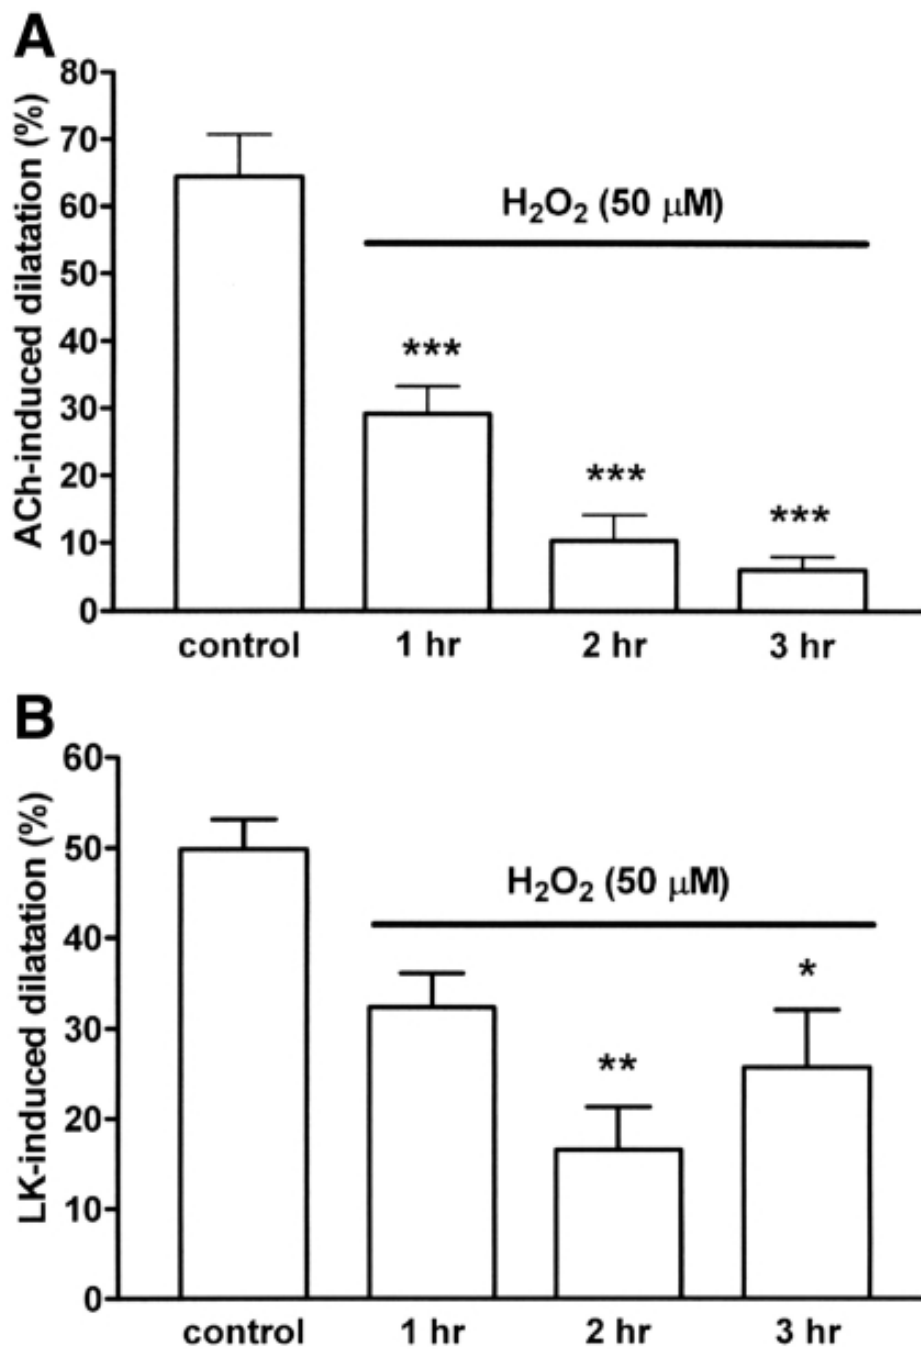 A
ACh-induced dilatation (%)
80
70
60
50
40
30
20
10
0
H₂O₂ (50 μM)
***
***
***
control 1 hr 2 hr 3 hr
B
LK-induced dilatation (%)
60
50
40
30
20
10
0
H₂O₂ (50 μM)
*
**
control 1 hr 2 hr 3 hr